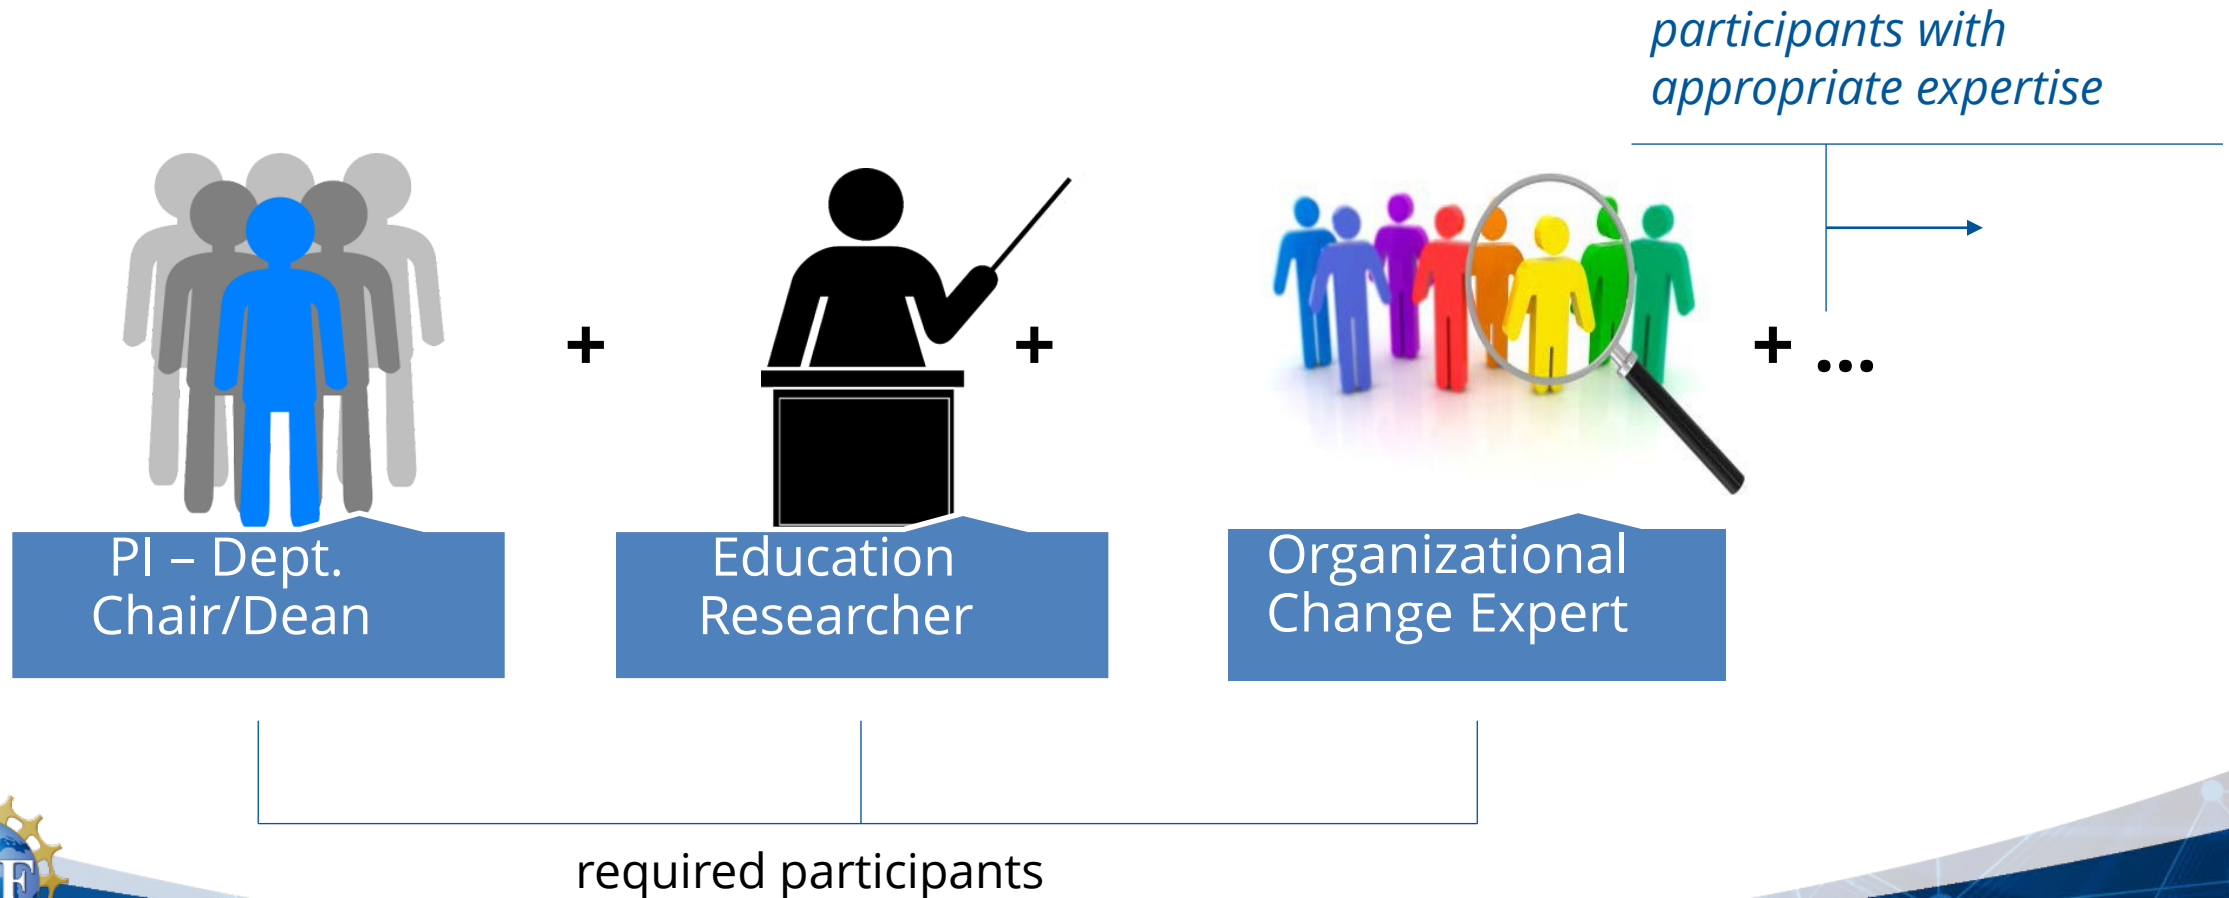 participants with
appropriate expertise
+
+
+ ...
PI – Dept.
Chair/Dean
Education
Researcher
Organizational
Change Expert
required participants
F